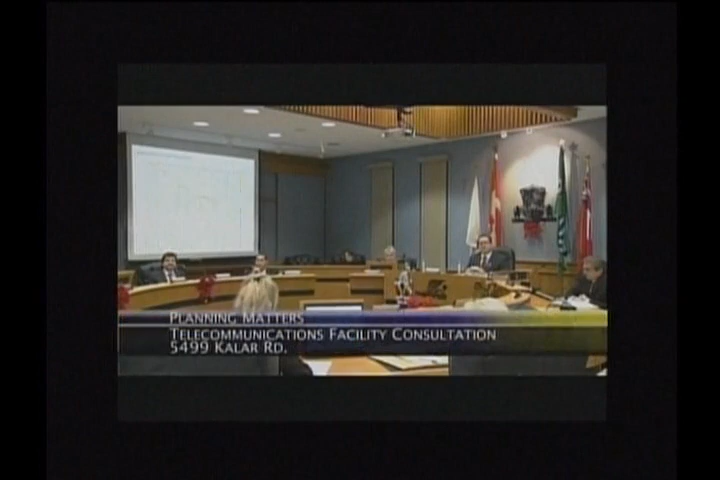 PLANNING MATTERS
TELECOMMUNICATIONS FACILITY CONSULTATION
5499 KALAR RD.